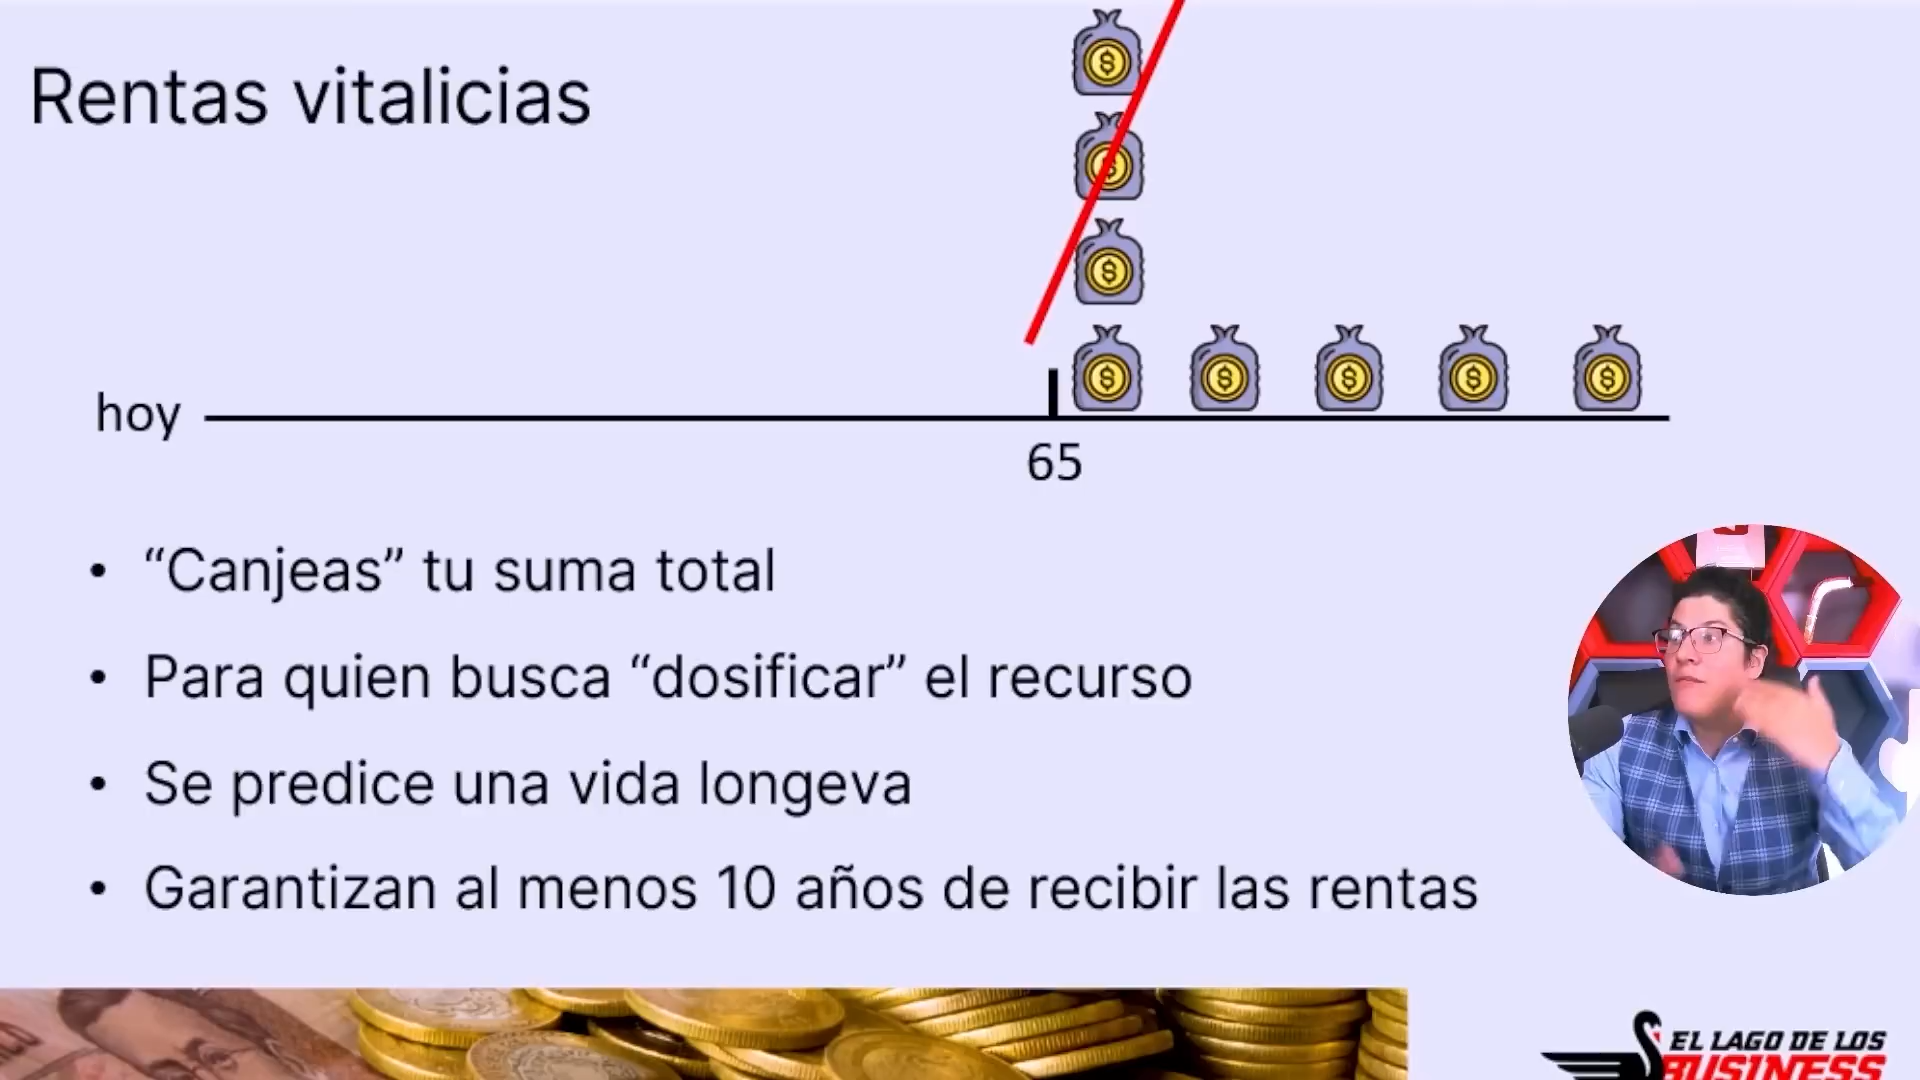 Rentas vitalicias
$
$
$
$ $ $ $ $
hoy
65
• “Canjeas” tu suma total
• Para quien busca “dosificar” el recurso
• Se predice una vida longeva
• Garantizan al menos 10 años de recibir las rentas
EL LAGO DE LOS
BUSINESS